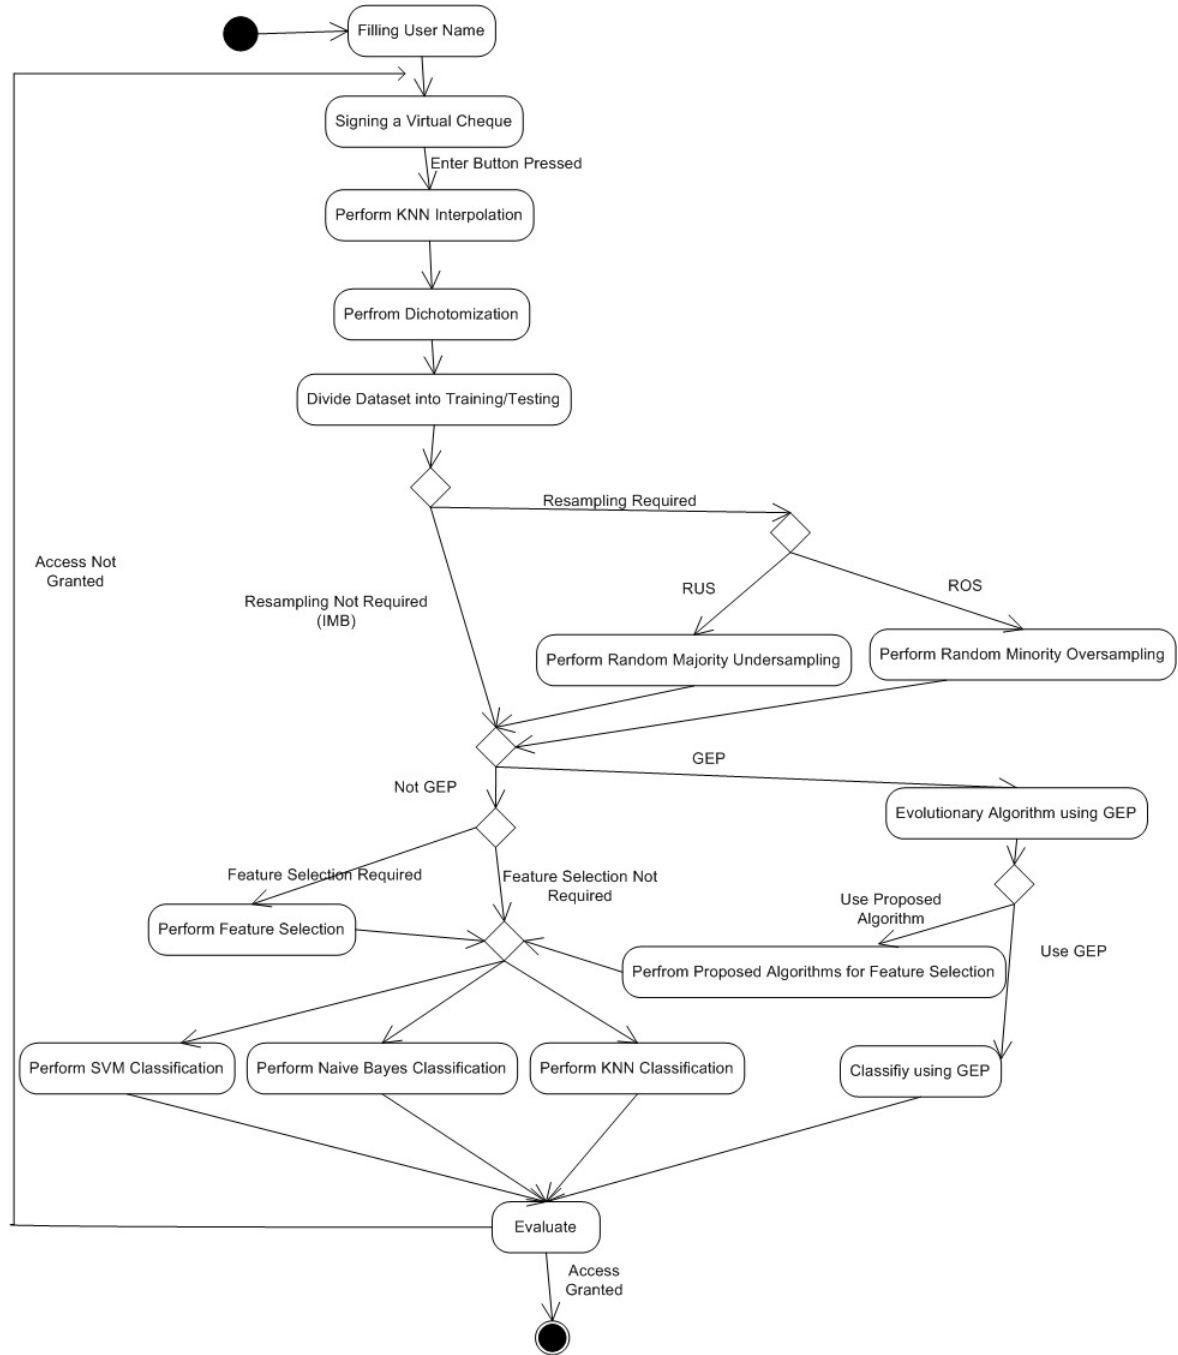 Filling User Name
Signing a Virtual Cheque
Enter Button Pressed
Perform KNN Interpolation
Perfrom Dichotomization
Divide Dataset into Training/Testing
Resampling Required
Access Not
Granted
Resampling Not Required
(IMB)
RUS
ROS
Perform Random Majority Undersampling
Perform Random Minority Oversampling
GEP
Not GEP
Evolutionary Algorithm using GEP
Feature Selection Required
Feature Selection Not
Required
Use Proposed
Algorithm
Perform Feature Selection
Use GEP
Perfrom Proposed Algorithms for Feature Selection
Perform SVM Classification
Perform Naive Bayes Classification
Perform KNN Classification
Classifiy using GEP
Evaluate
Access
Granted